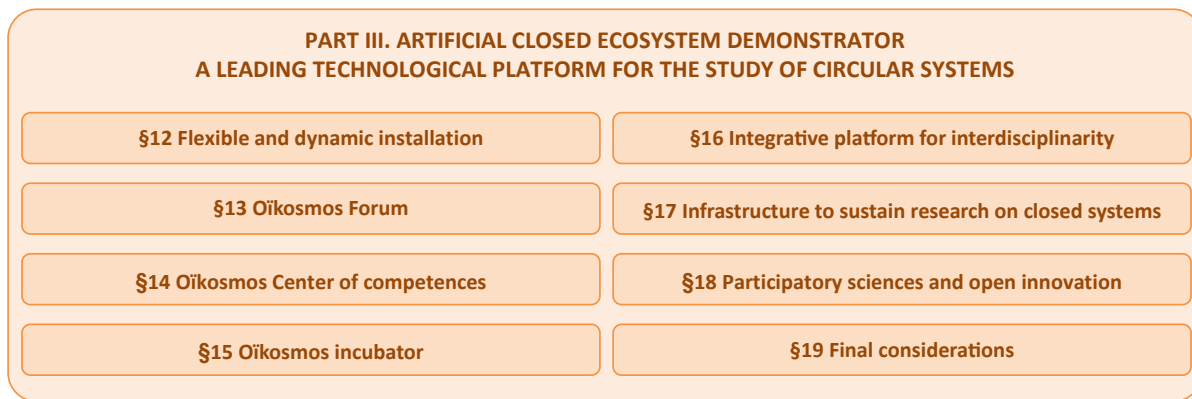 PART III. ARTIFICIAL CLOSED ECOSYSTEM DEMONSTRATOR
A LEADING TECHNOLOGICAL PLATFORM FOR THE STUDY OF CIRCULAR SYSTEMS
§12 Flexible and dynamic installation
§13 Oïkosmos Forum
§14 Oïkosmos Center of competences
§15 Oïkosmos incubator
§16 Integrative platform for interdisciplinarity
§17 Infrastructure to sustain research on closed systems
§18 Participatory sciences and open innovation
§19 Final considerations